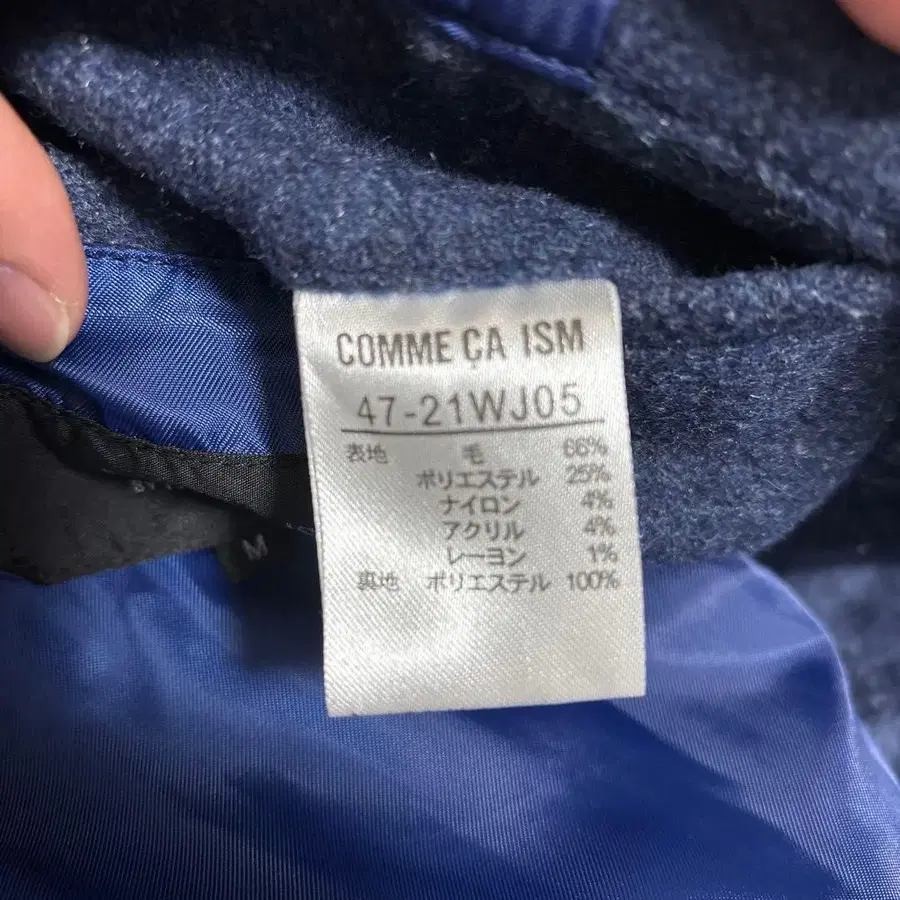 COMME ÇA ISM
47-21WJ05
表地 毛 66%
ポリエステル 25%
ナイロン 4%
アクリル 4%
レーヨン 1%
裏地 ポリエステル 100%
M